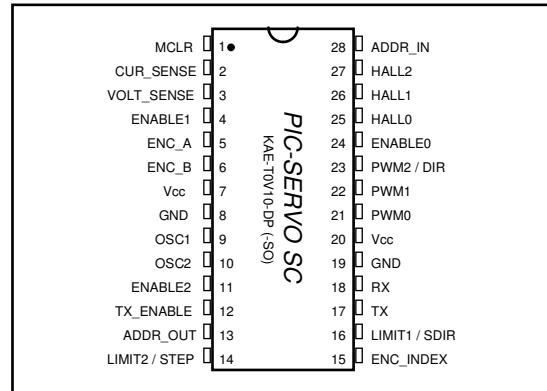 MCLR 1 28 ADDR_IN
CUR_SENSE 2 27 HALL2
VOLT_SENSE 3 26 HALL1
ENABLE1 4 25 HALL0
ENC_A 5 24 ENABLE0
ENC_B 6 23 PWM2 / DIR
Vcc 7 22 PWM1
GND 8 21 PWM0
OSC1 9 20 Vcc
OSC2 10 19 GND
ENABLE2 11 18 RX
TX_ENABLE 12 17 TX
ADDR_OUT 13 16 LIMIT1 / SDIR
LIMIT2 / STEP 14 15 ENC_INDEX
PIC-SERVO SC
KAE-T0V10-DP (-SO)